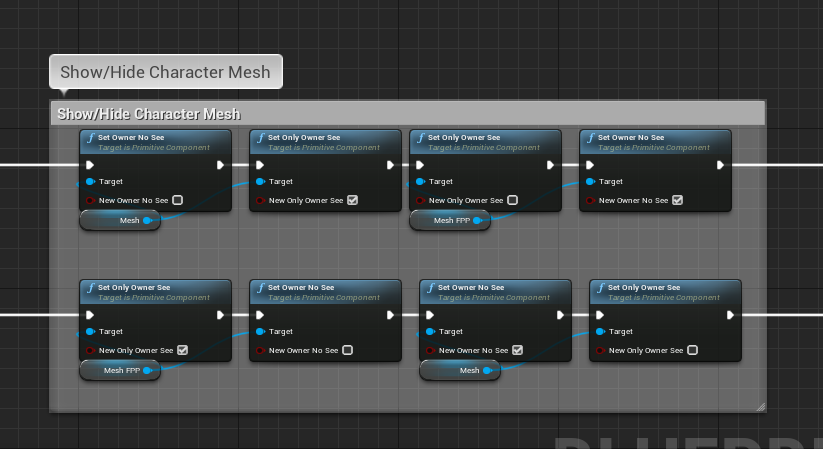 Show/Hide Character Mesh
Show/Hide Character Mesh
f Set Owner No See
Target is Primitive Component
Target
New Owner No See
Mesh
f Set Only Owner See
Target is Primitive Component
Target
New Only Owner See
f Set Only Owner See
Target is Primitive Component
Target
New Only Owner See
Mesh FPP
f Set Owner No See
Target is Primitive Component
Target
New Owner No See
f Set Only Owner See
Target is Primitive Component
Target
New Only Owner See
Mesh FPP
f Set Owner No See
Target is Primitive Component
Target
New Owner No See
f Set Owner No See
Target is Primitive Component
Target
New Owner No See
Mesh
f Set Only Owner See
Target is Primitive Component
Target
New Only Owner See